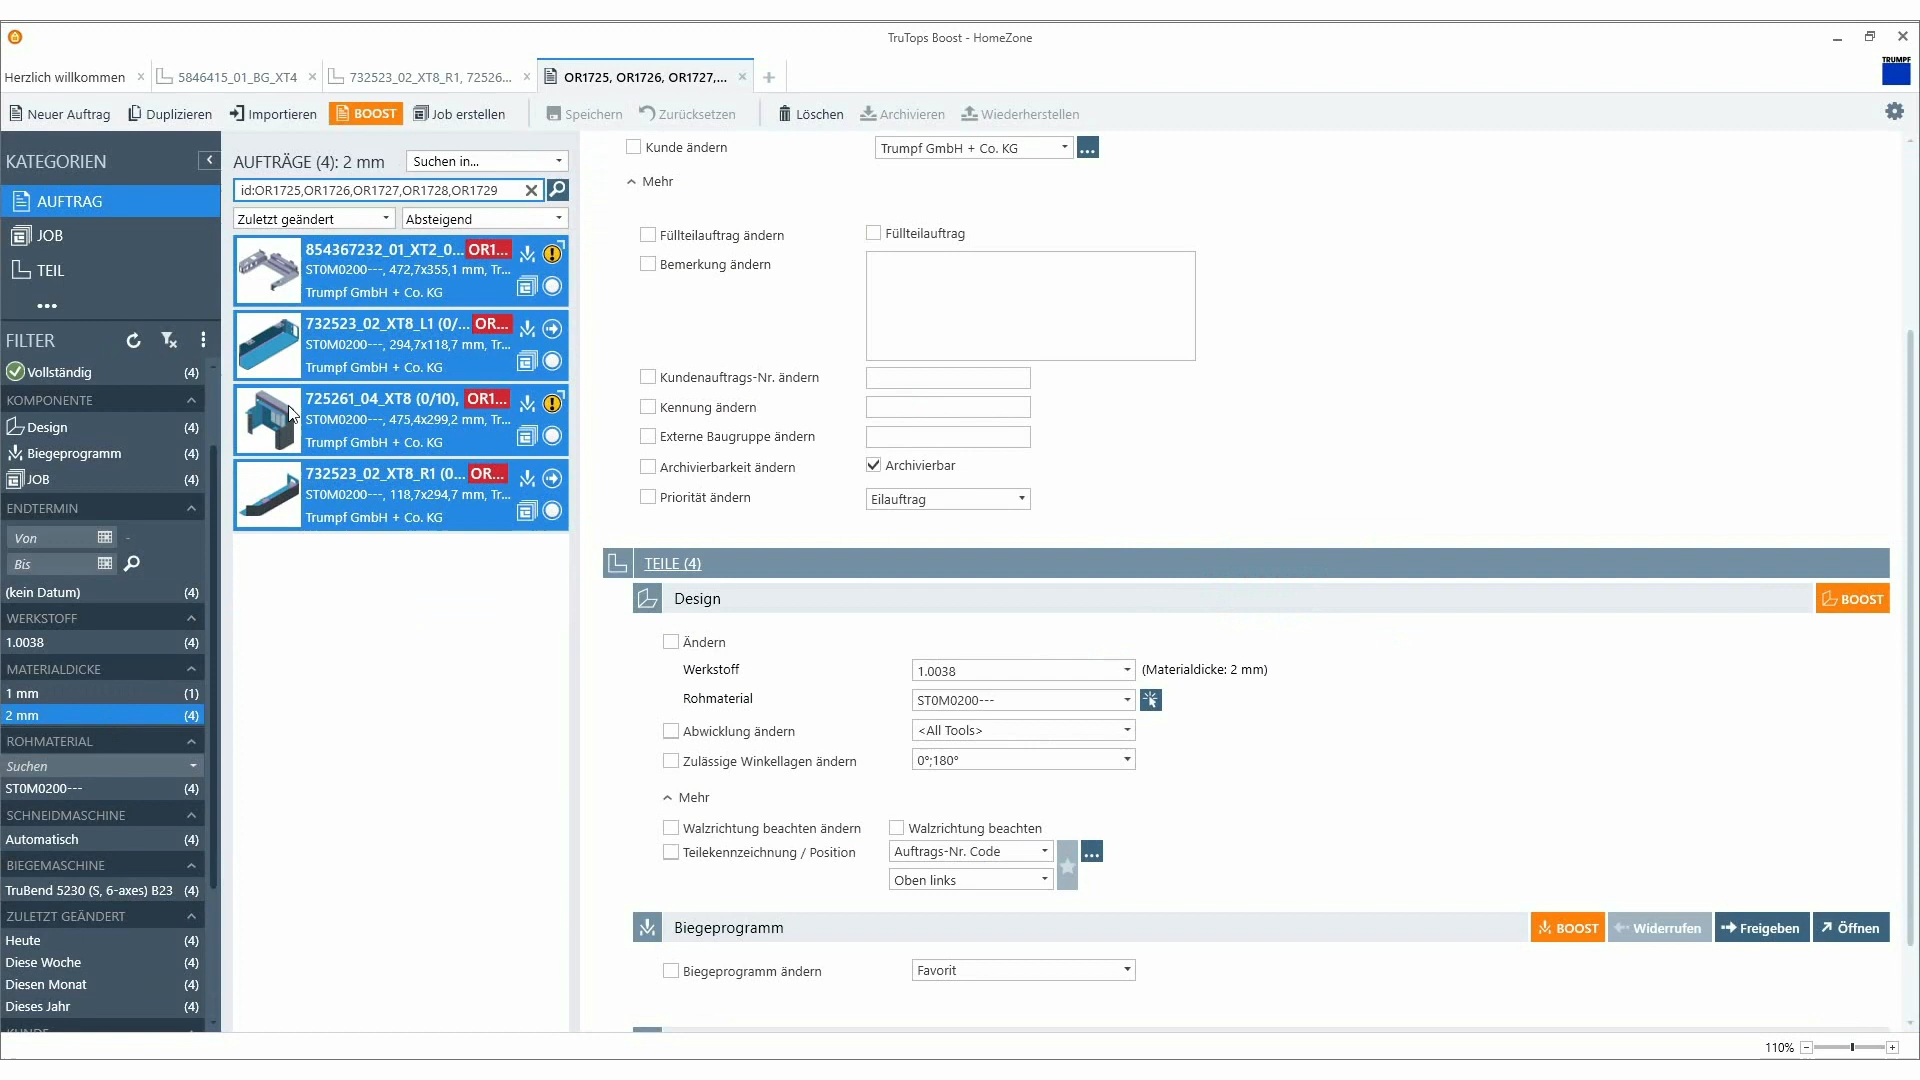 TruTops Boost - HomeZone
Herzlich willkommen × 5846415_01_BG_XT4 × 732523_02_XT8_R1, 72526... × OR1725, OR1726, OR1727,... × +
TRUMPF
Neuer Auftrag Duplizieren Importieren BOOST Job erstellen Speichern Zurücksetzen Löschen Archivieren Wiederherstellen
KATEGORIEN
AUFTRAG
JOB
TEIL
•••
FILTER
Vollständig (4)
KOMPONENTE
Design (4)
Biegeprogramm (4)
JOB (4)
ENDTERMIN
Von -
Bis
(kein Datum) (4)
WERKSTOFF
1.0038 (4)
MATERIALDICKE
1 mm (1)
2 mm (4)
ROHMATERIAL
Suchen
ST0M0200--- (4)
SCHNEIDMASCHINE
Automatisch (4)
BIEGEMASCHINE
TruBend 5230 (S, 6-axes) B23 (4)
ZULETZT GEÄNDERT
Heute (4)
Diese Woche (4)
Diesen Monat (4)
Dieses Jahr (4)
KUNDE
AUFTRÄGE (4): 2 mm Suchen in...
id:OR1725,OR1726,OR1727,OR1728,OR1729
Zuletzt geändert Absteigend
854367232_01_XT2_0... OR1...
ST0M0200---, 472,7x355,1 mm, Tr...
Trumpf GmbH + Co. KG
732523_02_XT8_L1 (0/... OR...
ST0M0200---, 294,7x118,7 mm, Tr...
Trumpf GmbH + Co. KG
725261_04_XT8 (0/10), OR1...
ST0M0200---, 475,4x299,2 mm, Tr...
Trumpf GmbH + Co. KG
732523_02_XT8_R1 (0... OR...
ST0M0200---, 118,7x294,7 mm, Tr...
Trumpf GmbH + Co. KG
Kunde ändern Trumpf GmbH + Co. KG ...
Mehr
Füllteilauftrag ändern Füllteilauftrag
Bemerkung ändern
Kundenauftrags-Nr. ändern
Kennung ändern
Externe Baugruppe ändern
Archivierbarkeit ändern Archivierbar
Priorität ändern Eilauftrag
TEILE (4)
Design BOOST
Ändern
Werkstoff 1.0038 (Materialdicke: 2 mm)
Rohmaterial ST0M0200---
Abwicklung ändern <All Tools>
Zulässige Winkellagen ändern 0°;180°
Mehr
Walzrichtung beachten ändern Walzrichtung beachten
Teilekennzeichnung / Position Auftrags-Nr. Code ...
Oben links
Biegeprogramm BOOST Widerrufen Freigeben Öffnen
Biegeprogramm ändern Favorit
110% − +